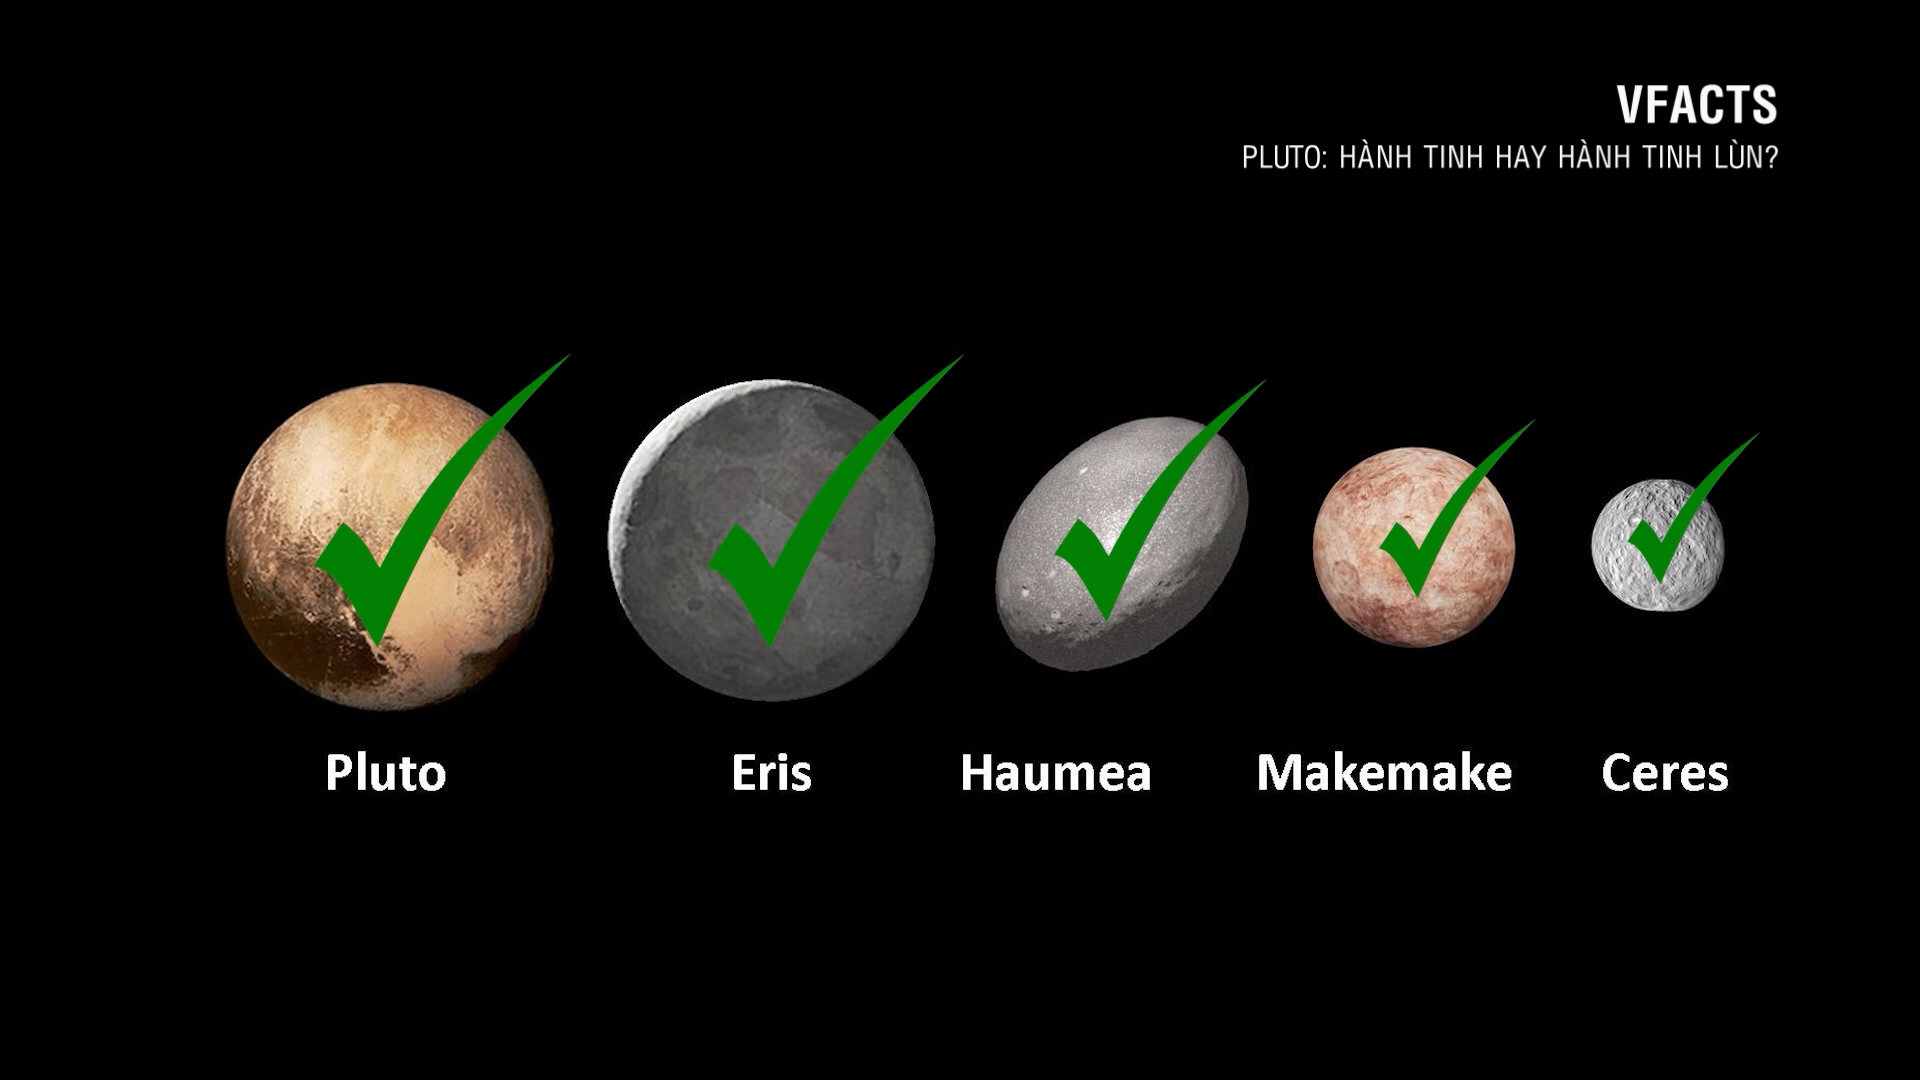 VFACTS
PLUTO: HÀNH TINH HAY HÀNH TINH LÙN?
Pluto Eris Haumea Makemake Ceres